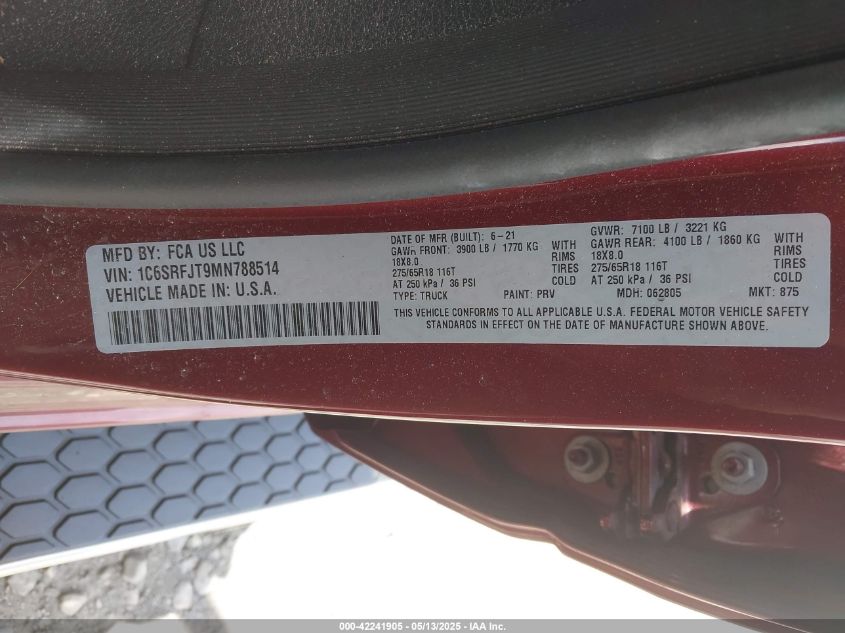 MFD BY: FCA US LLC
VIN: 1C6SRFJT9MN788514
VEHICLE MADE IN: U.S.A.
DATE OF MFR (BUILT): 6-21
GAWR FRONT: 3900 LB / 1770 KG WITH
18X8.0 RIMS
275/65R18 116T
AT 250 kPa / 36 PSI COLD
TYPE: TRUCK PAINT: PRV
GVWR: 7100 LB / 3221 KG
GAWR REAR: 4100 LB / 1860 KG WITH
18X8.0 RIMS
275/65R18 116T
AT 250 kPa / 36 PSI COLD
MDH: 062805 MKT: 875
THIS VEHICLE CONFORMS TO ALL APPLICABLE U.S.A. FEDERAL MOTOR VEHICLE SAFETY
STANDARDS IN EFFECT ON THE DATE OF MANUFACTURE SHOWN ABOVE.
000-42241905 - 05/13/2025 - IAA Inc.